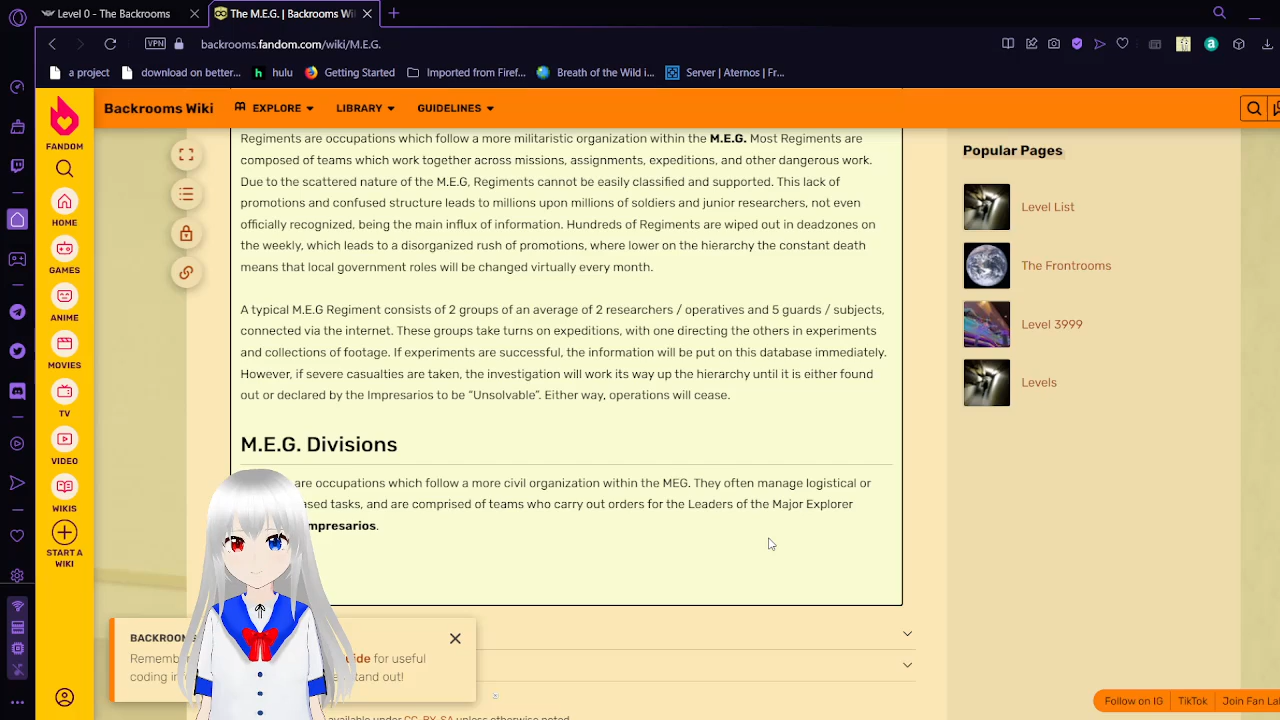 Level 0 - Backrooms Wi
The M.E.G. | Backrooms Wi
VPN
backrooms.fandom.com/wiki/M.E.G.
a project
download on better...
hulu
Getting Started
Imported from Firef...
Breath of the Wild i...
Server | Aternos | Fr...
Backrooms Wiki
EXPLORE
LIBRARY
GUIDELINES
FANDOM
HOME
GAMES
ANIME
MOVIES
TV
VIDEO
WIKIS
START A
WIKI
Regiments are occupations which follow a more militaristic organization within the M.E.G. Most Regiments are
composed of teams which work together across missions, assignments, expeditions, and other dangerous work.
Due to the scattered nature of the M.E.G, Regiments cannot be easily classified and supported. This lack of
promotions and confused structure leads to millions upon millions of soldiers and junior researchers, not even
officially recognized, being the main influx of information. Hundreds of Regiments are wiped out in deadzones on
the weekly, which leads to a disorganized rush of promotions, where lower on the hierarchy the constant death
means that local government roles will be changed virtually every month.
A typical M.E.G Regiment consists of 2 groups of an average of 2 researchers / operatives and 5 guards / subjects,
connected via the internet. These groups take turns on expeditions, with one directing the others in experiments
and collections of footage. If experiments are successful, the information will be put on this database immediately.
However, if severe casualties are taken, the investigation will work its way up the hierarchy until it is either found
out or declared by the Impresarios to be “Unsolvable”. Either way, operations will cease.
M.E.G. Divisions
are occupations which follow a more civil organization within the MEG. They often manage logistical or
ased tasks, and are comprised of teams who carry out orders for the Leaders of the Major Explorer
mpresarios.
BACKROOM
Remembe
uide for useful
coding in
tand out!
available under CC-BY-SA unless otherwise noted.
Popular Pages
Level List
The Frontrooms
Level 3999
Levels
Follow on IG
TikTok
Join Fan La